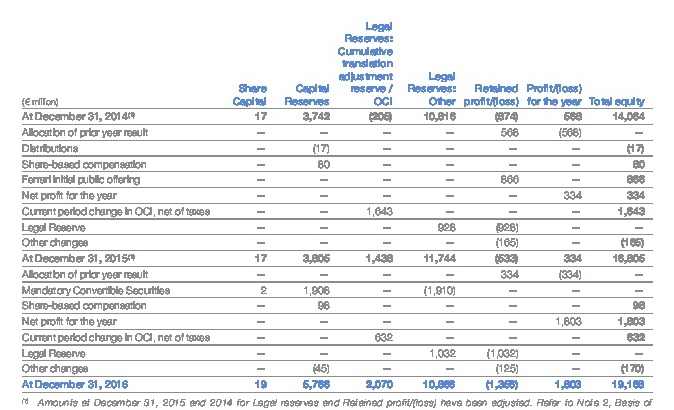 Legal
Reserves:
Cumulative
translation
adjustment Legal
Share Capital reserve / Reserves: Retained Profit/(loss)
(€ million) Capital Reserves OCI Other profit/(loss) for the year Total equity
At December 31, 2014(*) 17 3,742 (205) 10,816 (874) 568 14,064
Allocation of prior year result — — — — 568 (568) —
Distributions — (17) — — — — (17)
Share-based compensation — 80 — — — — 80
Ferrari initial public offering — — — — 866 — 866
Net profit for the year — — — — — 334 334
Current period change in OCI, net of taxes — — 1,643 — — — 1,643
Legal Reserve — — — 928 (928) — —
Other changes — — — — (165) — (165)
At December 31, 2015(*) 17 3,805 1,438 11,744 (533) 334 16,805
Allocation of prior year result — — — — 334 (334) —
Mandatory Convertible Securities 2 1,908 — (1,910) — — —
Share-based compensation — 98 — — — — 98
Net profit for the year — — — — — 1,803 1,803
Current period change in OCI, net of taxes — — 632 — — — 632
Legal Reserve — — — 1,032 (1,032) — —
Other changes — (45) — — (125) — (170)
At December 31, 2016 19 5,766 2,070 10,866 (1,356) 1,803 19,168
(*) Amounts at December 31, 2015 and 2014 for Legal reserves and Retained profit/(loss) have been adjusted. Refer to Note 2, Basis of